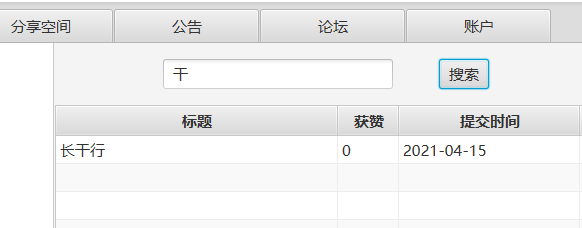 分享空间 公告 论坛 账户
干 搜索
标题 获赞 提交时间
长干行 0 2021-04-15